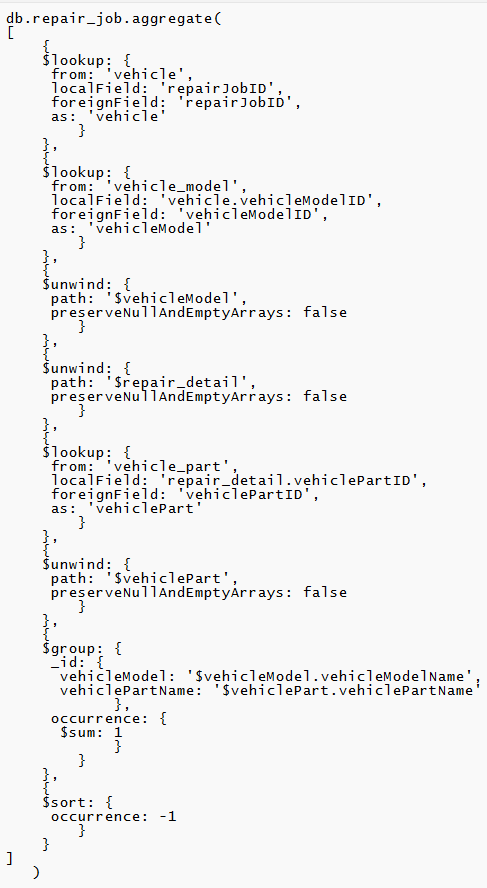 db.repair_job.aggregate(
[
    {
    $lookup: {
     from: 'vehicle',
     localField: 'repairJobID',
     foreignField: 'repairJobID',
     as: 'vehicle'
        }
    },
    {
    $lookup: {
     from: 'vehicle_model',
     localField: 'vehicle.vehicleModelID',
     foreignField: 'vehicleModelID',
     as: 'vehicleModel'
        }
    },
    {
    $unwind: {
     path: '$vehicleModel',
     preserveNullAndEmptyArrays: false
        }
    },
    {
    $unwind: {
     path: '$repair_detail',
     preserveNullAndEmptyArrays: false
        }
    },
    {
    $lookup: {
     from: 'vehicle_part',
     localField: 'repair_detail.vehiclePartID',
     foreignField: 'vehiclePartID',
     as: 'vehiclePart'
        }
    },
    {
    $unwind: {
     path: '$vehiclePart',
     preserveNullAndEmptyArrays: false
        }
    },
    {
    $group: {
     _id: {
      vehicleModel: '$vehicleModel.vehicleModelName',
      vehiclePartName: '$vehiclePart.vehiclePartName'
            },
     occurrence: {
      $sum: 1
            }
        }
    },
    {
    $sort: {
     occurrence: -1
        }
    }
]
   )